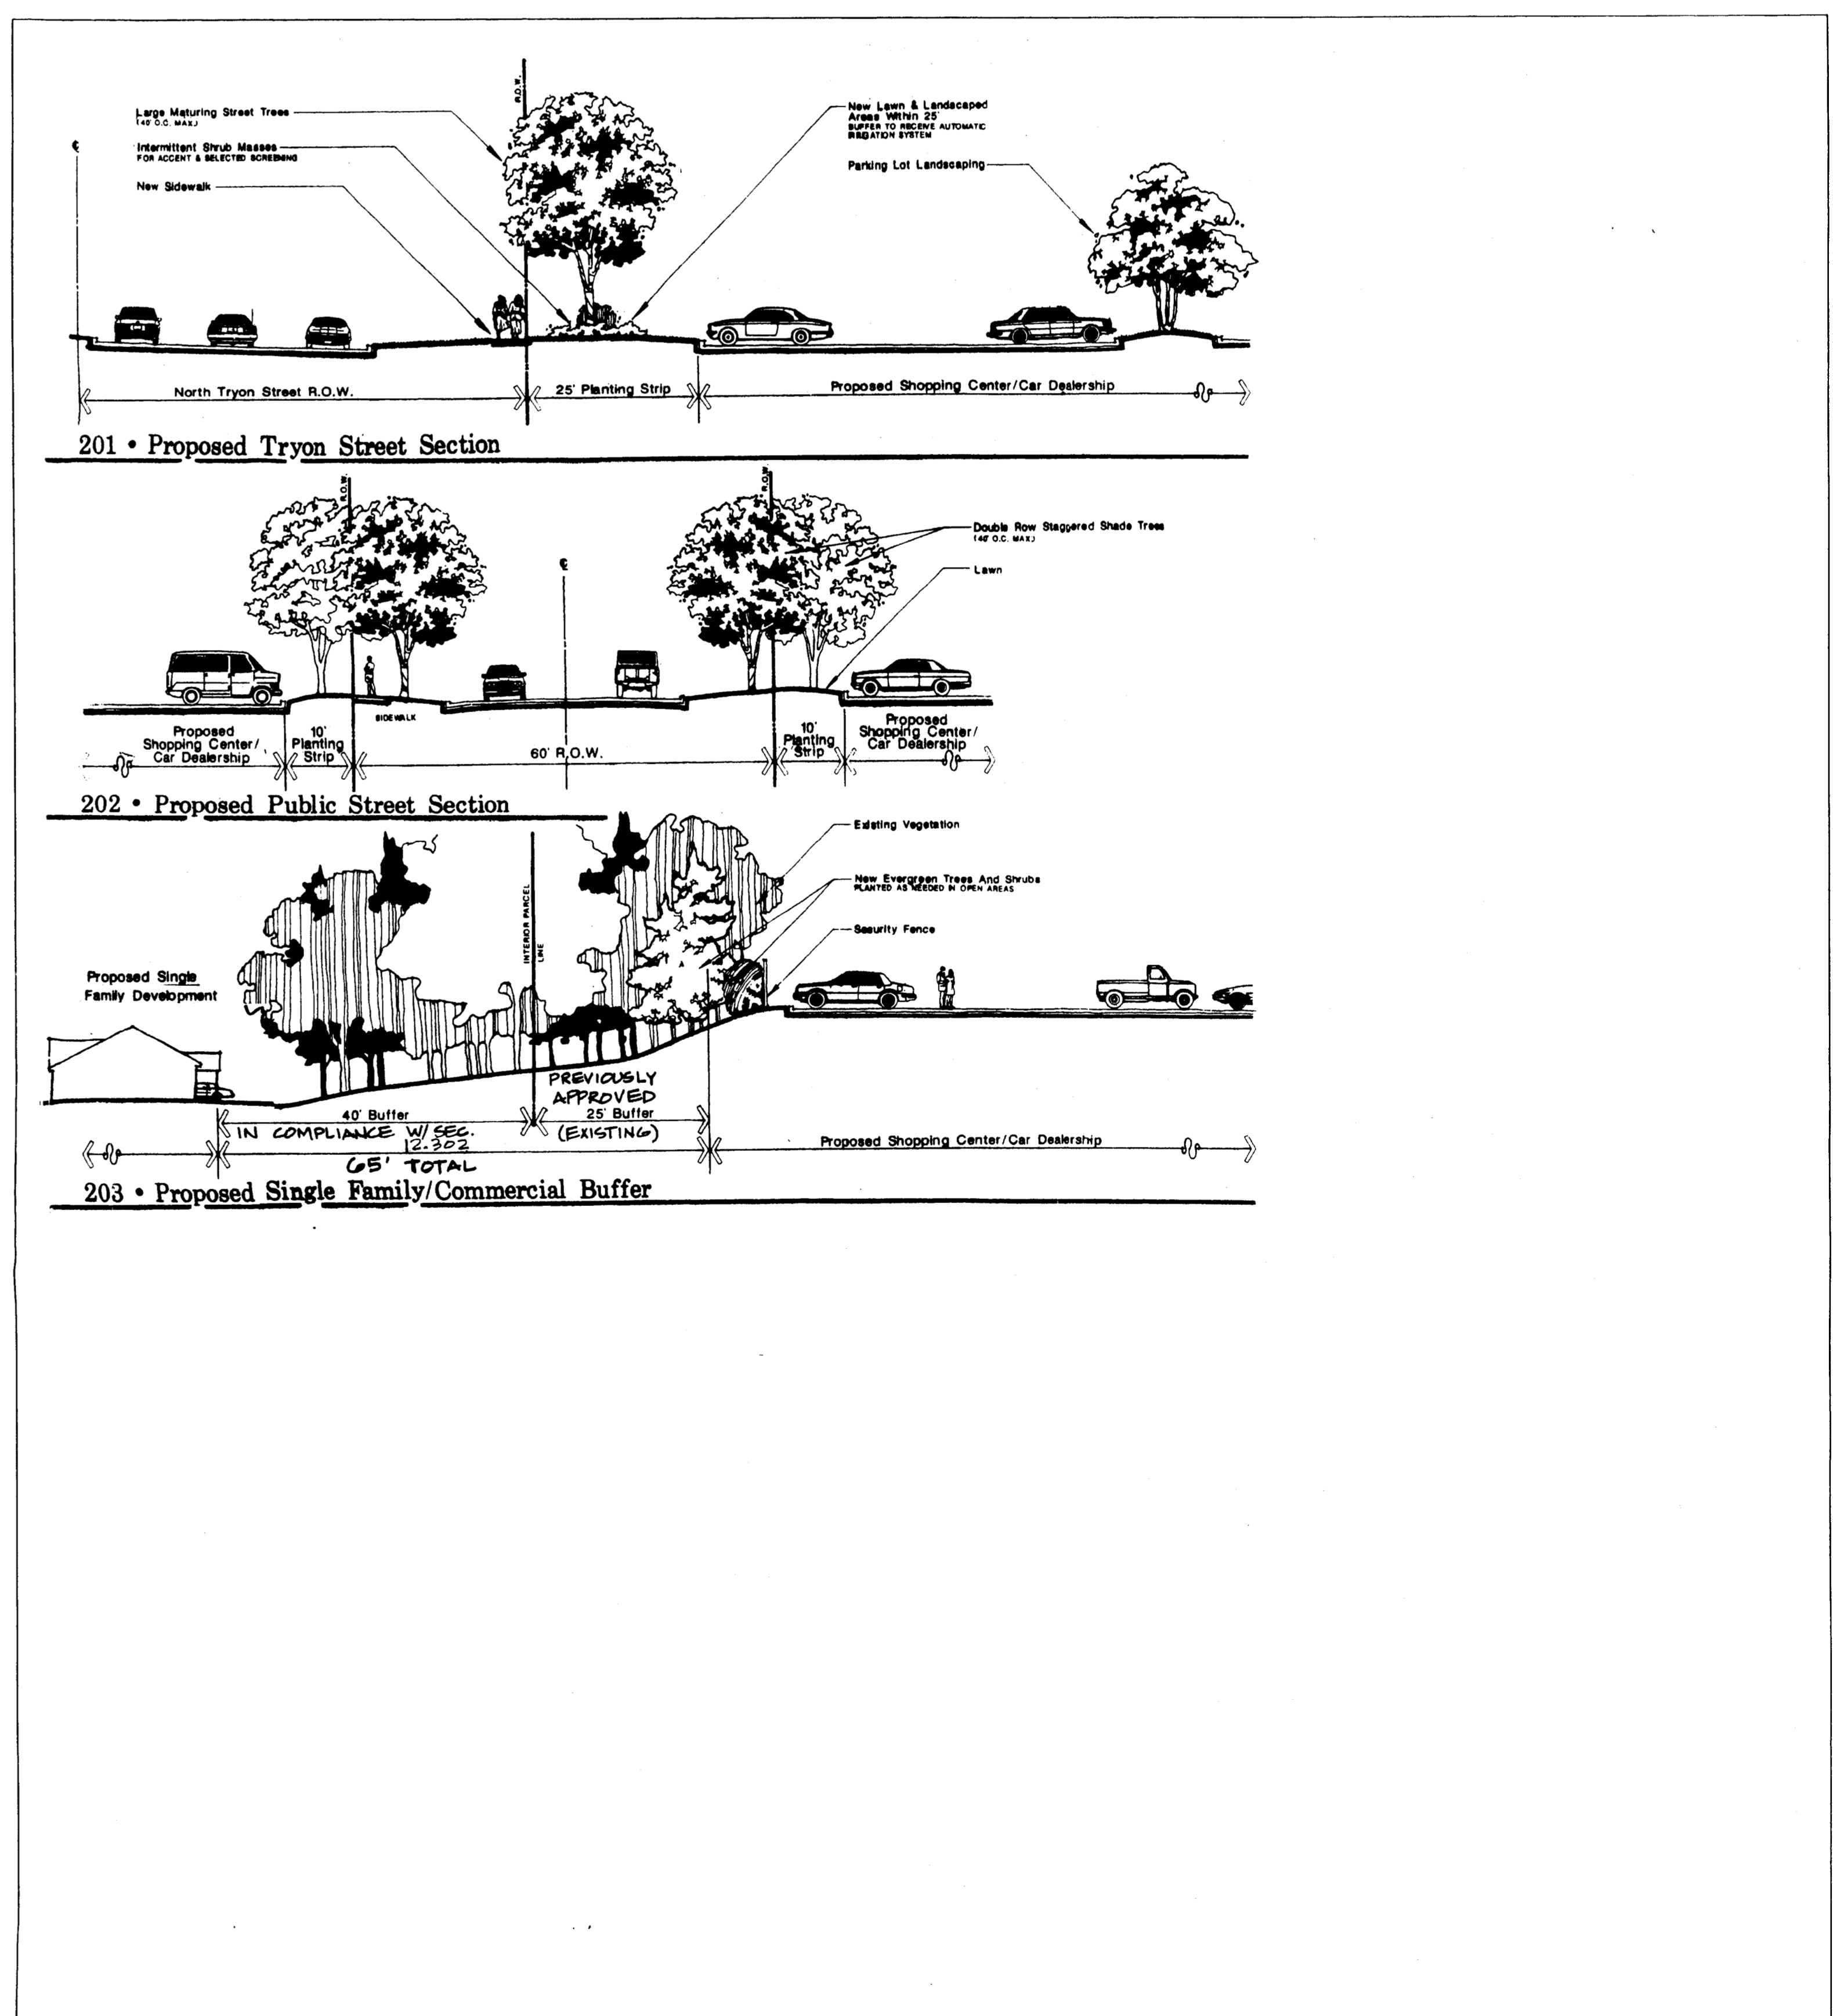 R.O.W.
Large Maturing Street Trees
(40' O.C. MAX.)
Intermittent Shrub Masses
FOR ACCENT & SELECTED SCREENING
New Sidewalk
New Lawn & Landscaped
Areas Within 25'
BUFFER TO RECEIVE AUTOMATIC
IRRIGATION SYSTEM
Parking Lot Landscaping
North Tryon Street R.O.W.
25' Planting Strip
Proposed Shopping Center/Car Dealership
201 • Proposed Tryon Street Section
R.O.W.
R.O.W.
Double Row Staggered Shade Trees
(40' O.C. MAX.)
Lawn
SIDEWALK
Proposed
Shopping Center/
Car Dealership
10'
Planting
Strip
60' R.O.W.
10'
Planting
Strip
Proposed
Shopping Center/
Car Dealership
202 • Proposed Public Street Section
Existing Vegetation
New Evergreen Trees And Shrubs
PLANTED AS NEEDED IN OPEN AREAS
Security Fence
INTERIOR PARCEL
LINE
Proposed Single
Family Development
PREVIOUSLY
APPROVED
40' Buffer
25' Buffer
IN COMPLIANCE W/ SEC.
12.302
(EXISTING)
65' TOTAL
Proposed Shopping Center/Car Dealership
203 • Proposed Single Family/Commercial Buffer